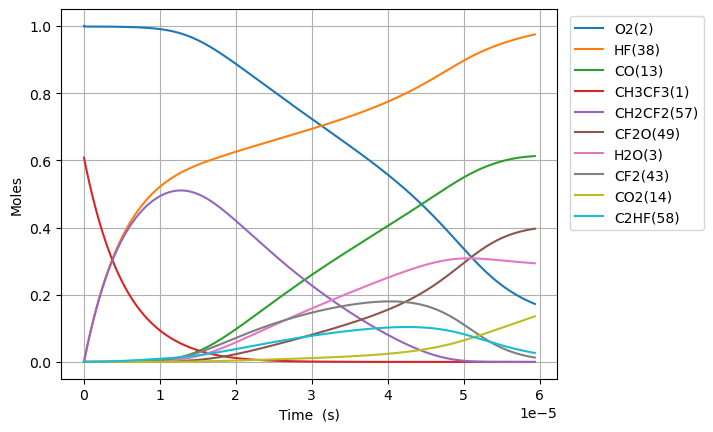 1.0
0.8
0.6
0.4
0.2
0.0
Moles
0
1
2
3
4
5
6
1e−5
Time (s)
O2(2)
HF(38)
CO(13)
CH3CF3(1)
CH2CF2(57)
CF2O(49)
H2O(3)
CF2(43)
CO2(14)
C2HF(58)